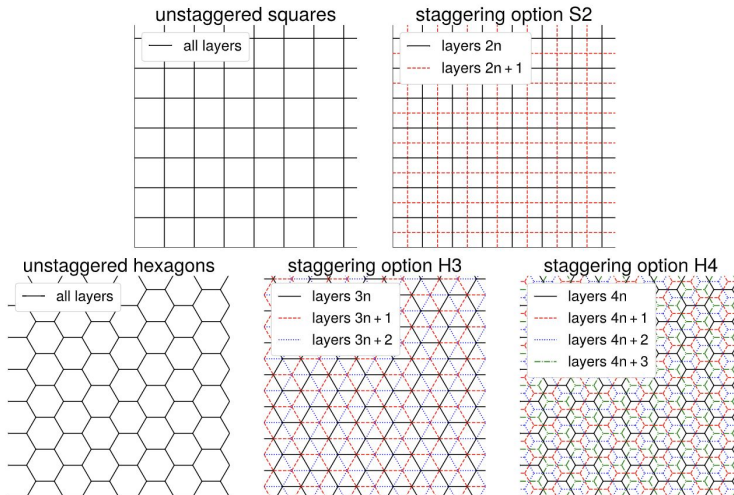 unstaggered squares
all layers
staggering option S2
layers 2n
layers 2n + 1
unstaggered hexagons
all layers
staggering option H3
layers 3n
layers 3n + 1
layers 3n + 2
staggering option H4
layers 4n
layers 4n + 1
layers 4n + 2
layers 4n + 3